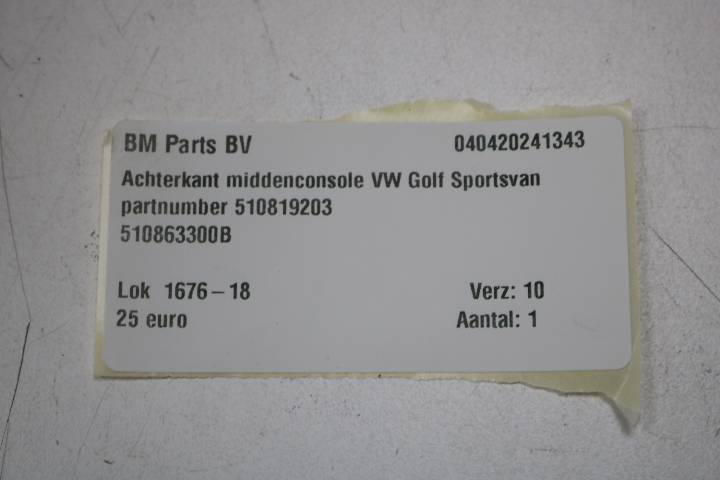 BM Parts BV 040420241343
Achterkant middenconsole VW Golf Sportsvan
partnumber 510819203
510863300B
Lok 1676-18 Verz: 10
25 euro Aantal: 1